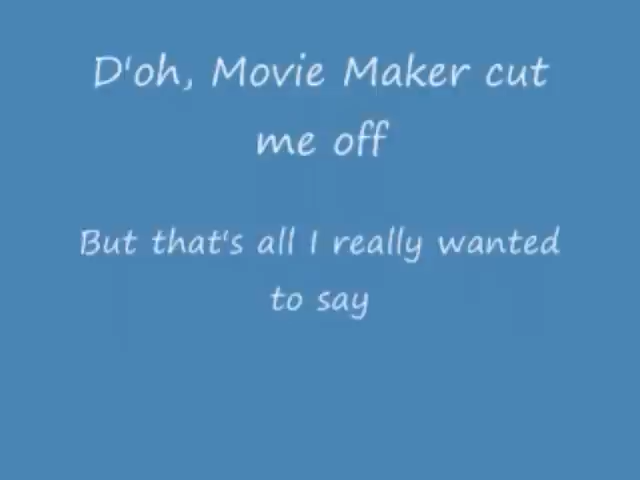 D'oh, Movie Maker cut
me off
But that's all I really wanted
to say